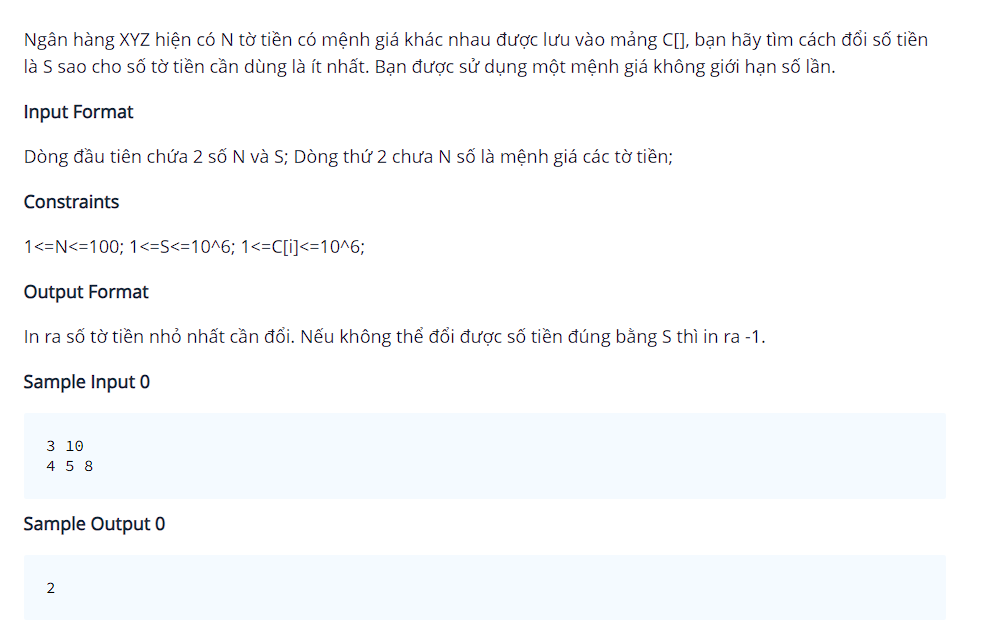 Ngân hàng XYZ hiện có N tờ tiền có mệnh giá khác nhau được lưu vào mảng C[], bạn hãy tìm cách đổi số tiền
là S sao cho số tờ tiền cần dùng là ít nhất. Bạn được sử dụng một mệnh giá không giới hạn số lần.
Input Format
Dòng đầu tiên chứa 2 số N và S; Dòng thứ 2 chưa N số là mệnh giá các tờ tiền;
Constraints
1<=N<=100; 1<=S<=10^6; 1<=C[i]<=10^6;
Output Format
In ra số tờ tiền nhỏ nhất cần đổi. Nếu không thể đổi được số tiền đúng bằng S thì in ra -1.
Sample Input 0
3 10
4 5 8
Sample Output 0
2